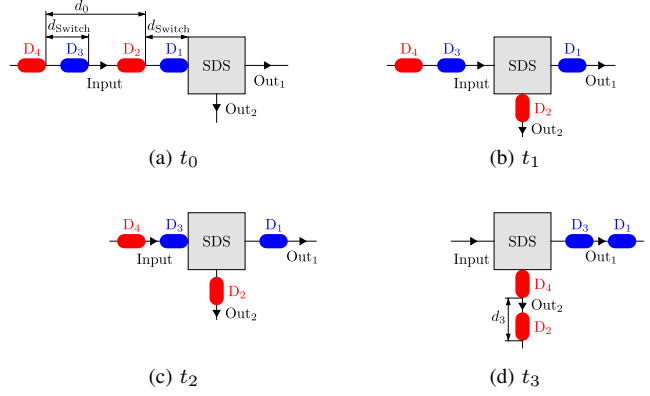 d₀
d_Switch d_Switch
D₄ D₃ D₂ D₁
SDS
Input
Out₁
Out₂
(a) t₀
D₄ D₃ D₁
SDS
Input
Out₁
D₂
Out₂
(b) t₁
D₄ D₃ D₁
SDS
Input
Out₁
D₂
Out₂
(c) t₂
D₃ D₁
SDS
Input
Out₁
D₄
Out₂
d₃
D₂
(d) t₃